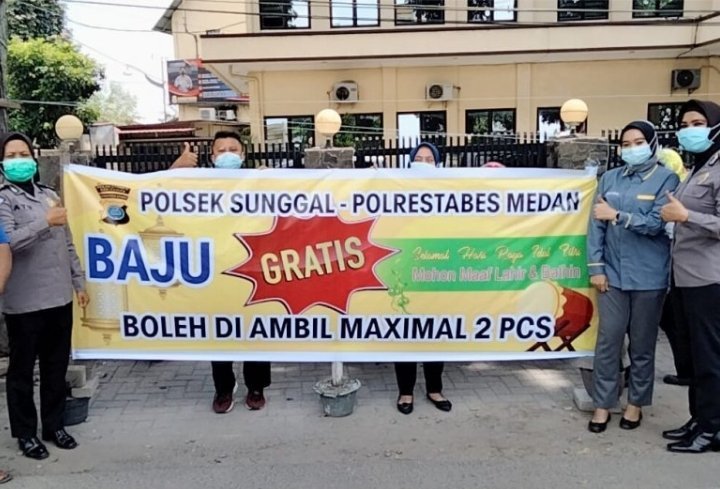 POLSEK SUNGGAL - POLRESTABES MEDAN
BAJU
GRATIS
Selamat Hari Raya Idul Fitri
Mohon Maaf Lahir & Bathin
BOLEH DI AMBIL MAXIMAL 2 PCS